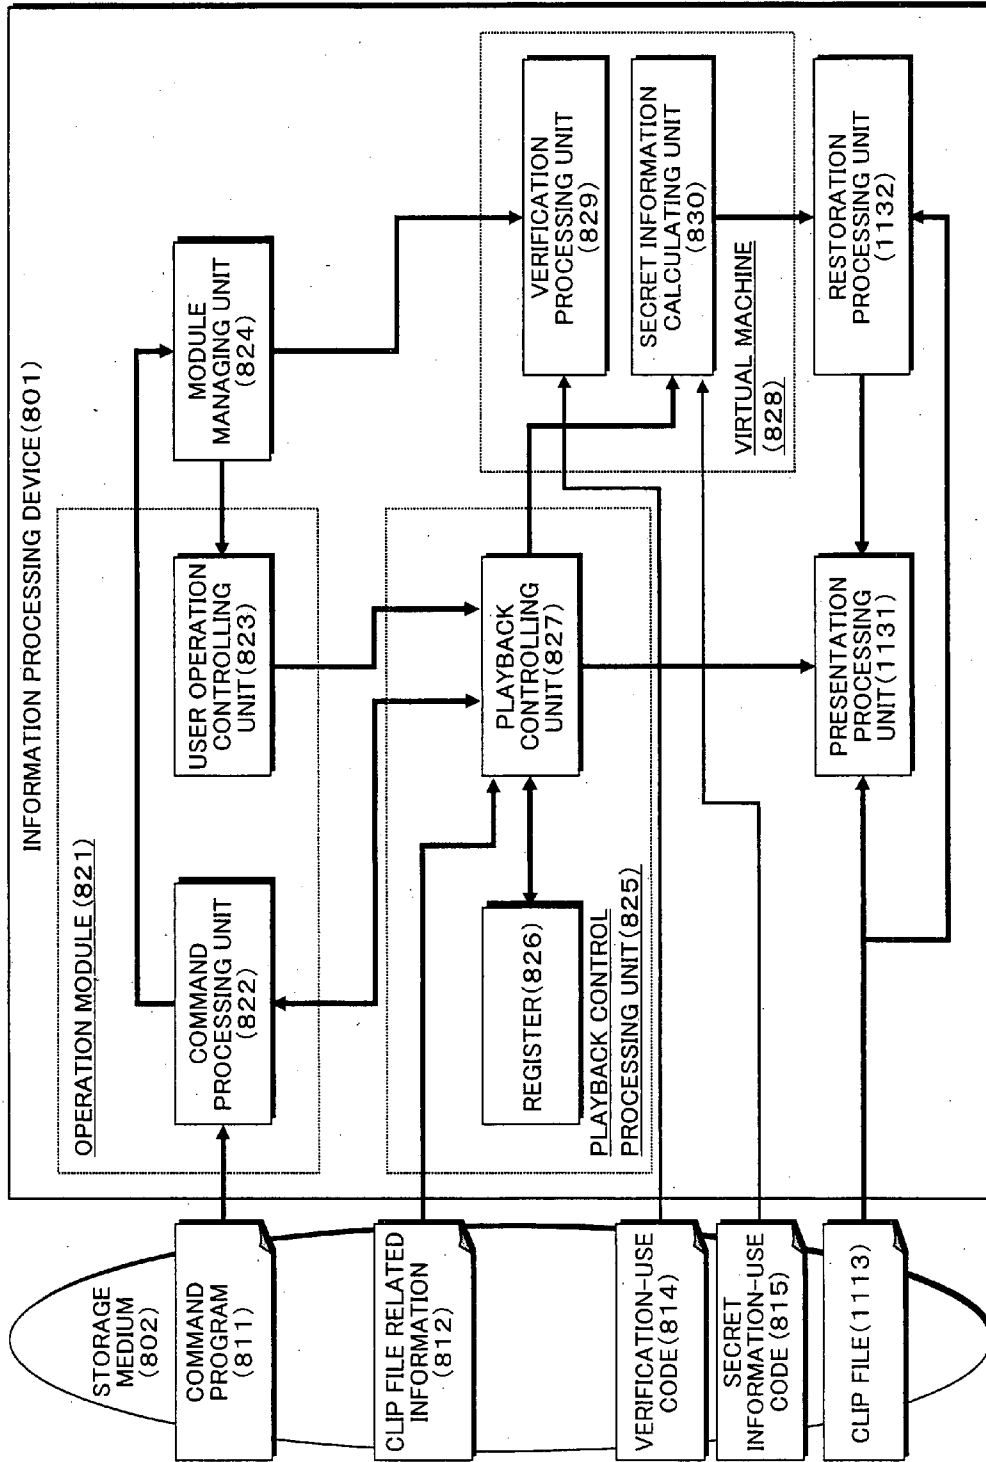 INFORMATION PROCESSING DEVICE(801)
STORAGE
MEDIUM
(802)
COMMAND
PROGRAM
(811)
CLIP FILE RELATED
INFORMATION
(812)
VERIFICATION-USE
CODE(814)
SECRET
INFORMATION-USE
CODE (815)
CLIP FILE(1113)
OPERATION MODULE(821)
COMMAND
PROCESSING UNIT
(822)
USER OPERATION
CONTROLLING
UNIT(823)
MODULE
MANAGING UNIT
(824)
REGISTER(826)
PLAYBACK
CONTROLLING
UNIT(827)
PLAYBACK CONTROL
PROCESSING UNIT(825)
VERIFICATION
PROCESSING UNIT
(829)
SECRET INFORMATION
CALCULATING UNIT
(830)
VIRTUAL MACHINE
(828)
PRESENTATION
PROCESSING
UNIT(1131)
RESTORATION
PROCESSING UNIT
(1132)